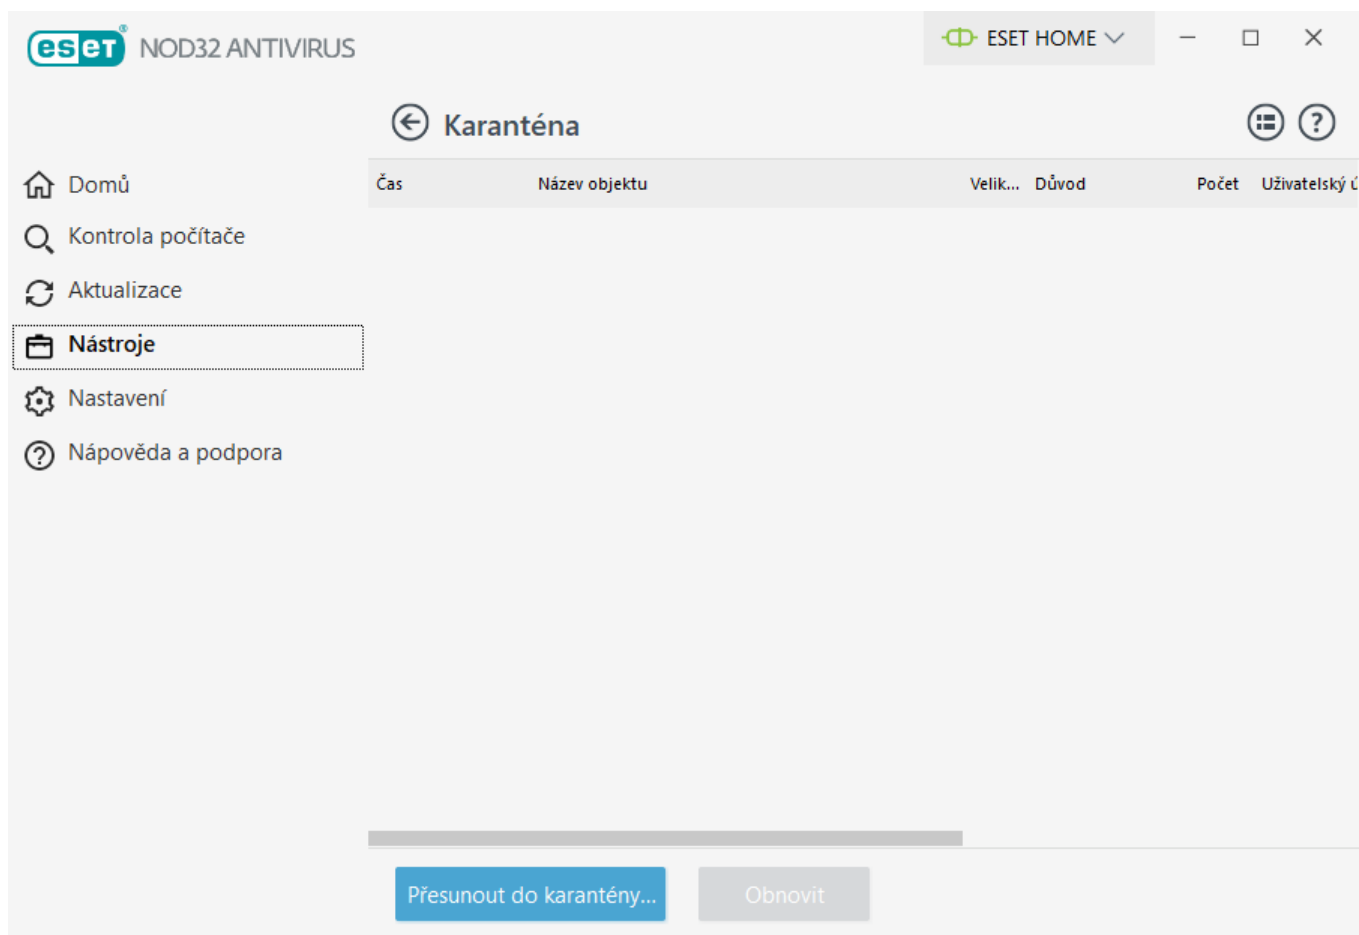 eset® NOD32 ANTIVIRUS
ESET HOME
Karanténa
Domů
Kontrola počítače
Aktualizace
Nástroje
Nastavení
Nápověda a podpora
Čas Název objektu Velik... Důvod Počet Uživatelský ú
Přesunout do karantény... Obnovit